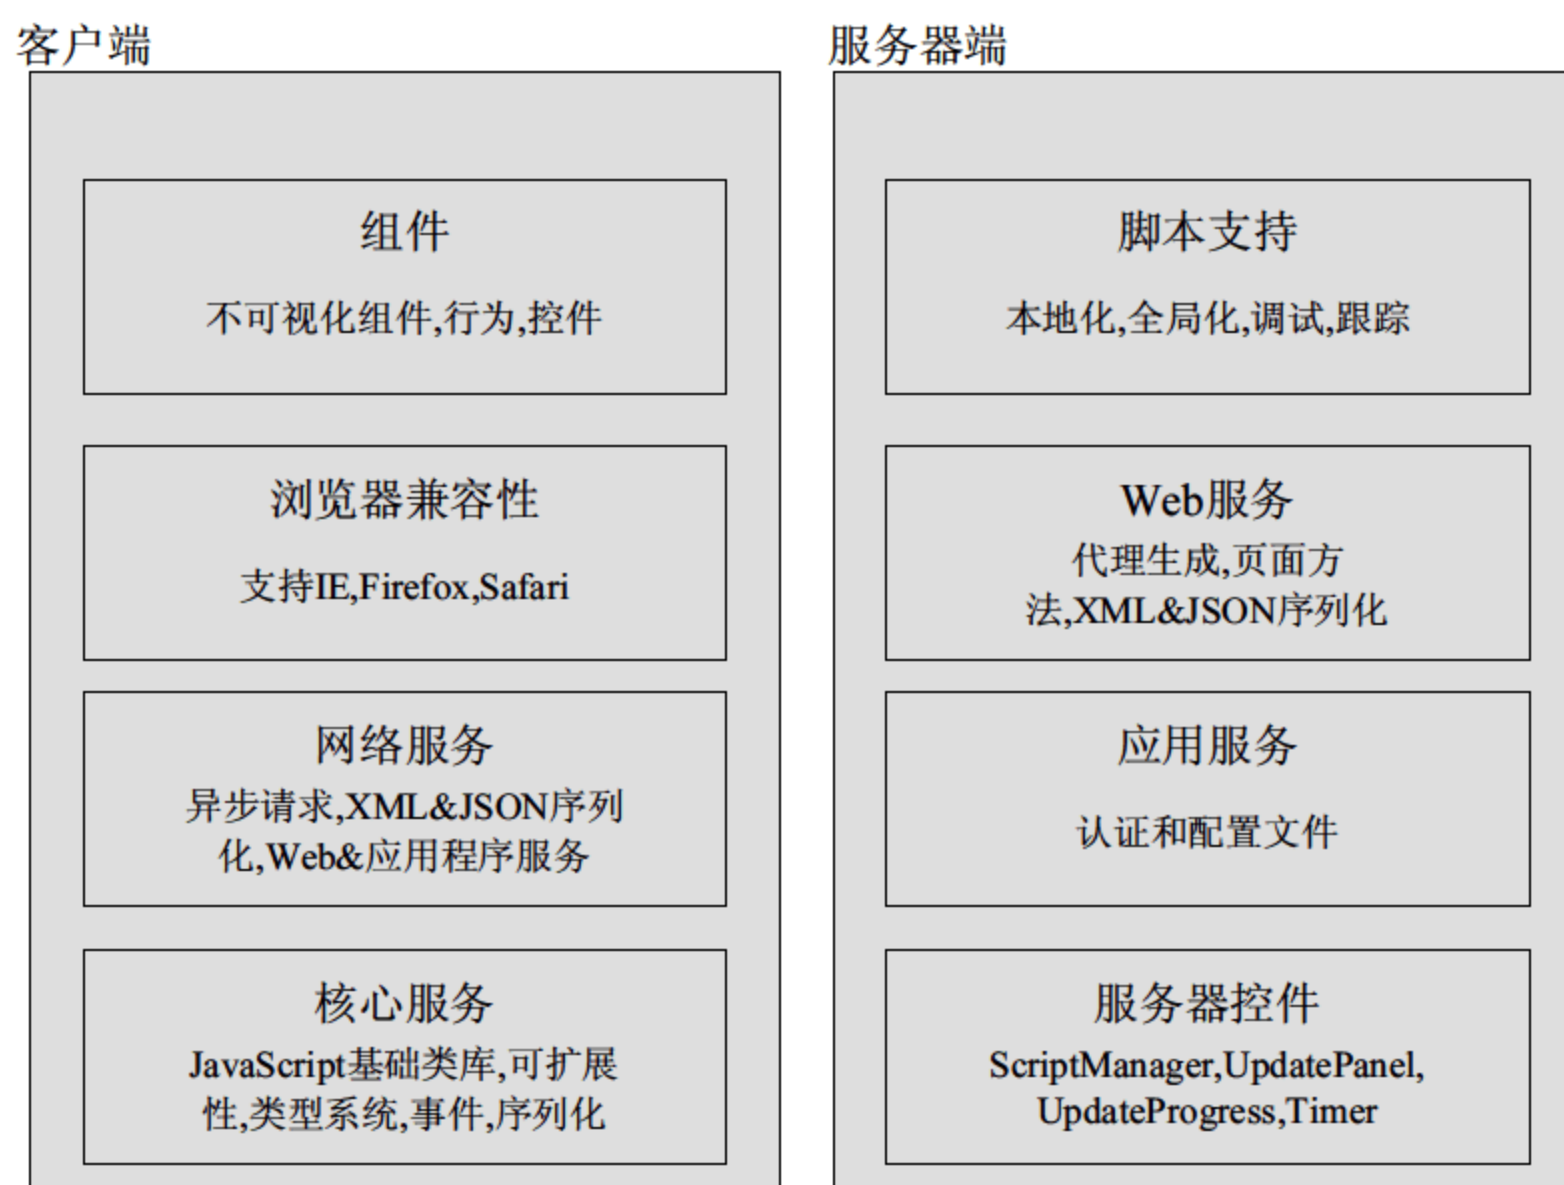 客户端
组件
不可视化组件,行为,控件
浏览器兼容性
支持IE,Firefox,Safari
网络服务
异步请求,XML&JSON序列
化,Web&应用程序服务
核心服务
JavaScript基础类库,可扩展
性,类型系统,事件,序列化
服务器端
脚本支持
本地化,全局化,调试,跟踪
Web服务
代理生成,页面方
法,XML&JSON序列化
应用服务
认证和配置文件
服务器控件
ScriptManager,UpdatePanel,
UpdateProgress,Timer